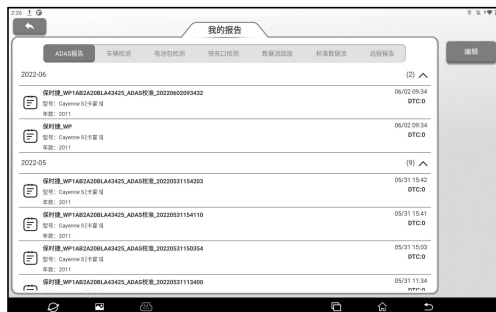 2:26
我的报告
ADAS报告 车辆检测 电池包检测 快充口检测 数据流回放 标准数据流 远程报告
编辑
2022-06 (2)
保时捷_WP1AB2A20BLA43425_ADAS校准_20220602093432 06/02 09:34
型号： Cayenne S [卡宴 S] DTC:0
年款： 2011
保时捷_WP 06/02 09:34
型号： Cayenne S [卡宴 S] DTC:0
年款： 2011
2022-05 (9)
保时捷_WP1AB2A20BLA43425_ADAS校准_20220531154203 05/31 15:42
型号： Cayenne S [卡宴 S] DTC:0
年款： 2011
保时捷_WP1AB2A20BLA43425_ADAS校准_20220531154110 05/31 15:41
型号： Cayenne S [卡宴 S] DTC:0
年款： 2011
保时捷_WP1AB2A20BLA43425_ADAS校准_20220531150354 05/31 15:03
型号： Cayenne S [卡宴 S] DTC:0
年款： 2011
保时捷_WP1AB2A20BLA43425_ADAS校准_20220531113400 05/31 11:34
DTC:0